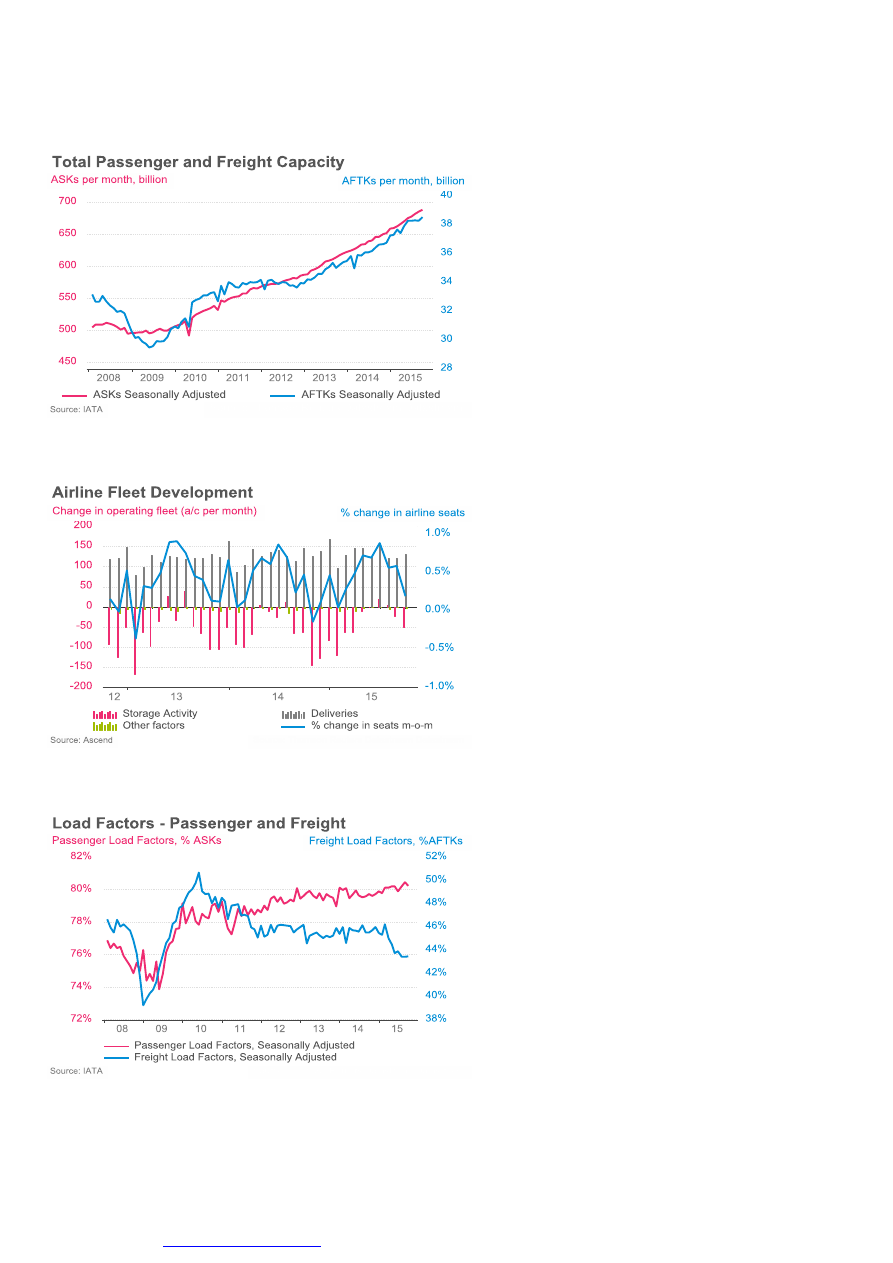 Total Passenger and Freight Capacity
ASKs per month, billion
AFTKs per month, billion
700
650
600
550
500
450
40
38
36
34
32
30
28
2008 2009 2010 2011 2012 2013 2014 2015
ASKs Seasonally Adjusted
AFTKs Seasonally Adjusted
Source: IATA
Airline Fleet Development
Change in operating fleet (a/c per month)
% change in airline seats
200
150
100
50
0
-50
-100
-150
-200
1.0%
0.5%
0.0%
-0.5%
-1.0%
12 13 14 15
Storage Activity
Deliveries
Other factors
% change in seats m-o-m
Source: Ascend
Load Factors - Passenger and Freight
Passenger Load Factors, % ASKs
Freight Load Factors, %AFTKs
82%
80%
78%
76%
74%
72%
52%
50%
48%
46%
44%
42%
40%
38%
08 09 10 11 12 13 14 15
Passenger Load Factors, Seasonally Adjusted
Freight Load Factors, Seasonally Adjusted
Source: IATA